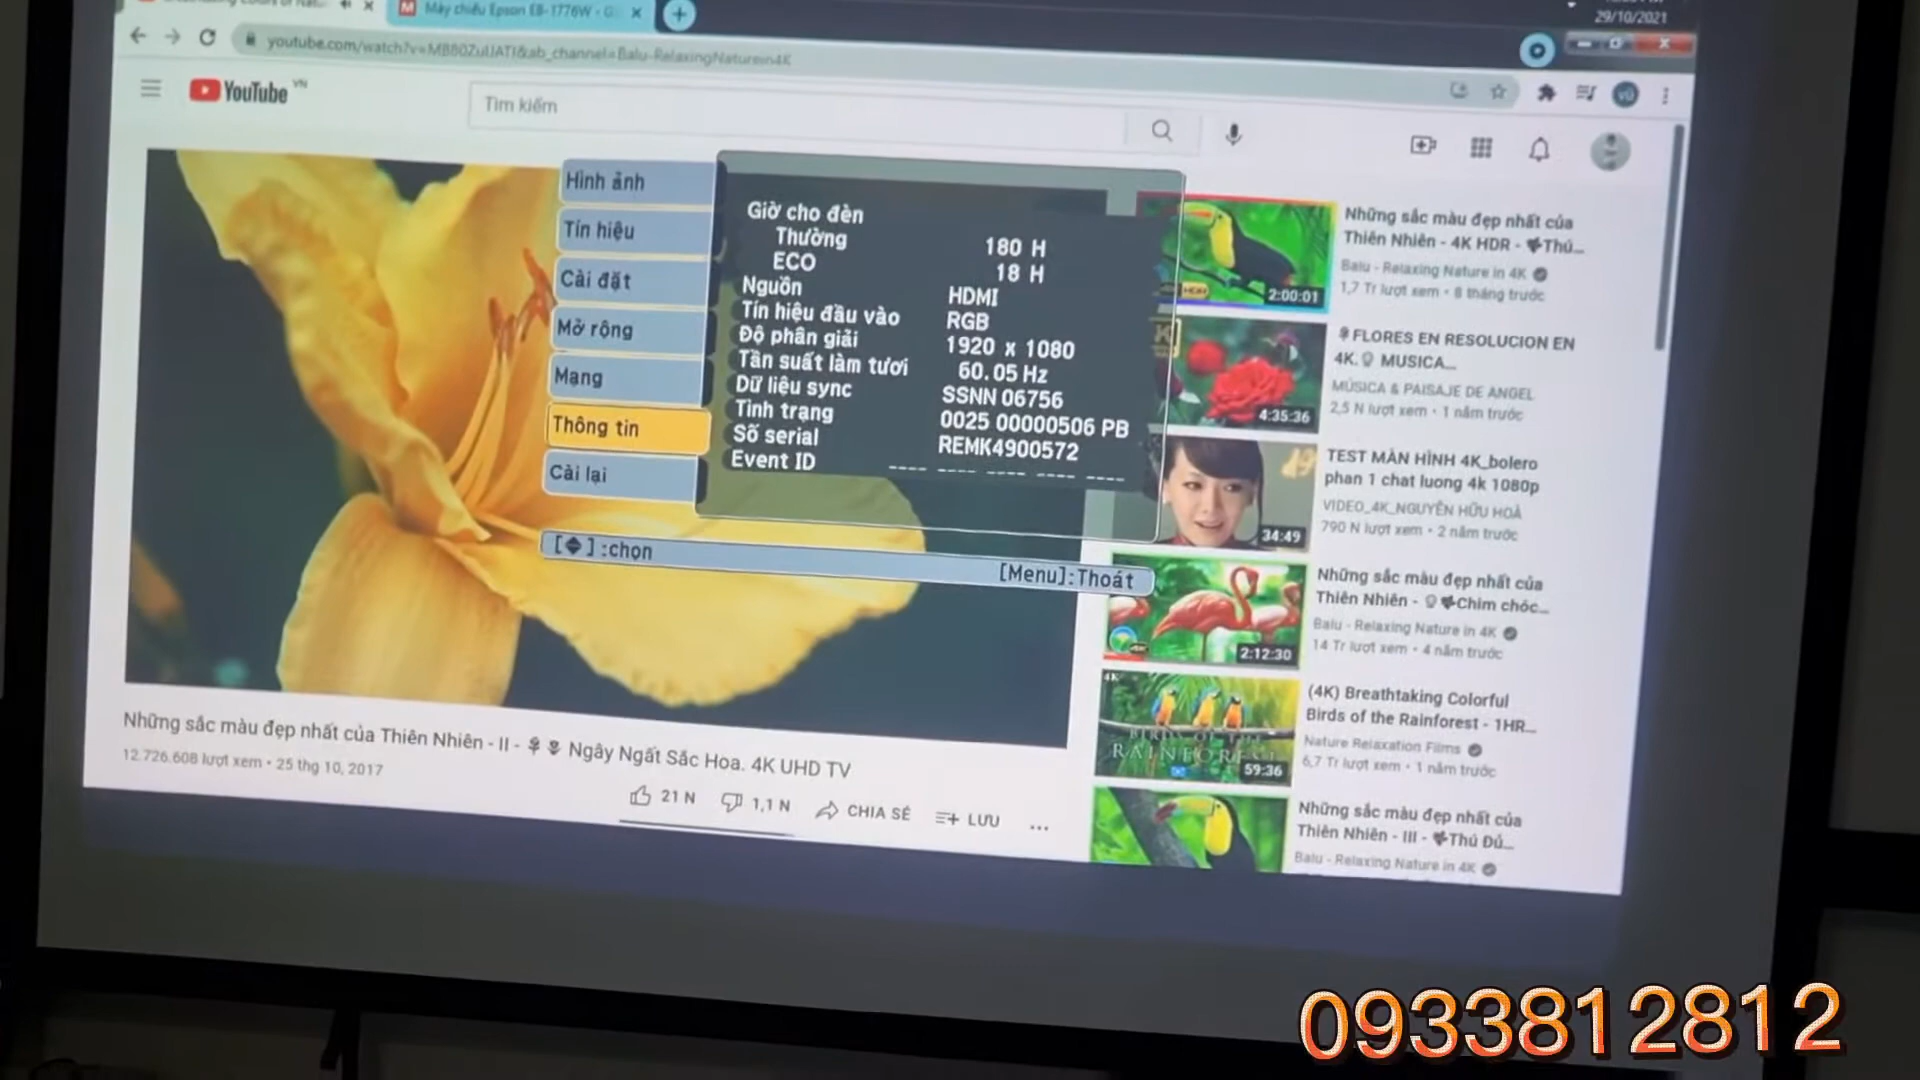 29/10/2021
Máy chiếu Epson EB-1776W - G
YouTube VN
Tìm kiếm
Hình ảnh
Tín hiệu
Cài đặt
Mở rộng
Mạng
Thông tin
Cài lại
Giờ cho đèn
Thường 180 H
ECO 18 H
Nguồn HDMI
Tín hiệu đầu vào RGB
Độ phân giải 1920 x 1080
Tần suất làm tươi 60.05 Hz
Dữ liệu sync SSNN 06756
Tình trạng 0025 00000506 PB
Số serial REMK4900572
Event ID ---- ---- ---- ---- ----
[◆] :chọn
[Menu]:Thoát
Những sắc màu đẹp nhất của Thiên Nhiên - II - Ngây Ngất Sắc Hoa. 4K UHD TV
12.726.608 lượt xem • 25 thg 10, 2017
21 N 1,1 N CHIA SẺ LƯU ...
2:00:01
Những sắc màu đẹp nhất của
Thiên Nhiên - 4K HDR - Thú...
Balu - Relaxing Nature in 4K
1,7 Tr lượt xem • 8 tháng trước
4:35:36
FLORES EN RESOLUCION EN
4K. MUSICA...
MÚSICA & PAISAJE DE ANGEL
2,5 N lượt xem • 1 năm trước
34:49
TEST MÀN HÌNH 4K_bolero
phan 1 chat luong 4k 1080p
VIDEO_4K_NGUYỄN HỮU HOÀ
790 N lượt xem • 2 năm trước
2:12:30
Những sắc màu đẹp nhất của
Thiên Nhiên - Chim chóc...
Balu - Relaxing Nature in 4K
14 Tr lượt xem • 4 năm trước
4K
BIRDS OF THE
RAINFOREST
59:36
(4K) Breathtaking Colorful
Birds of the Rainforest - 1HR...
Nature Relaxation Films
6,7 Tr lượt xem • 1 năm trước
Những sắc màu đẹp nhất của
Thiên Nhiên - III - Thú Đủ...
Balu - Relaxing Nature in 4K
0933812812